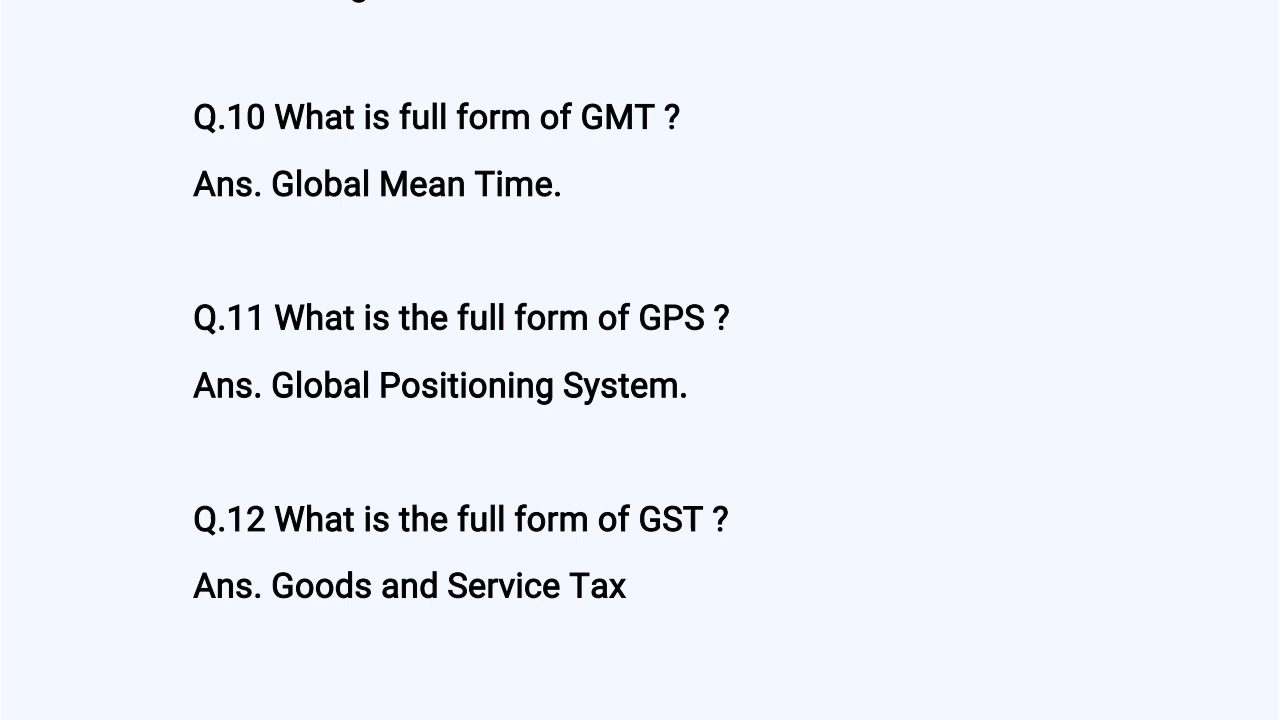 Q.10 What is full form of GMT ?
Ans. Global Mean Time.
Q.11 What is the full form of GPS ?
Ans. Global Positioning System.
Q.12 What is the full form of GST ?
Ans. Goods and Service Tax